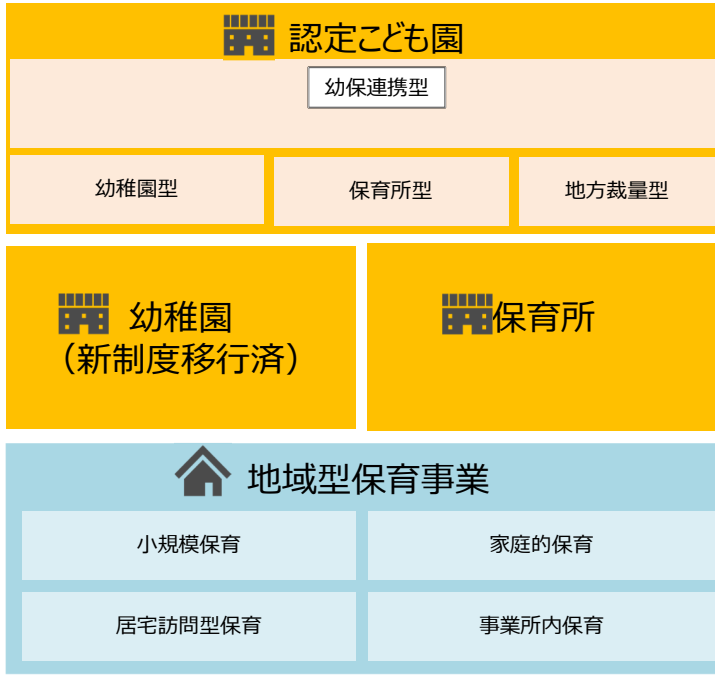 認定こども園
幼保連携型
幼稚園型
保育所型
地方裁量型
幼稚園
（新制度移行済）
保育所
地域型保育事業
小規模保育
家庭的保育
居宅訪問型保育
事業所内保育